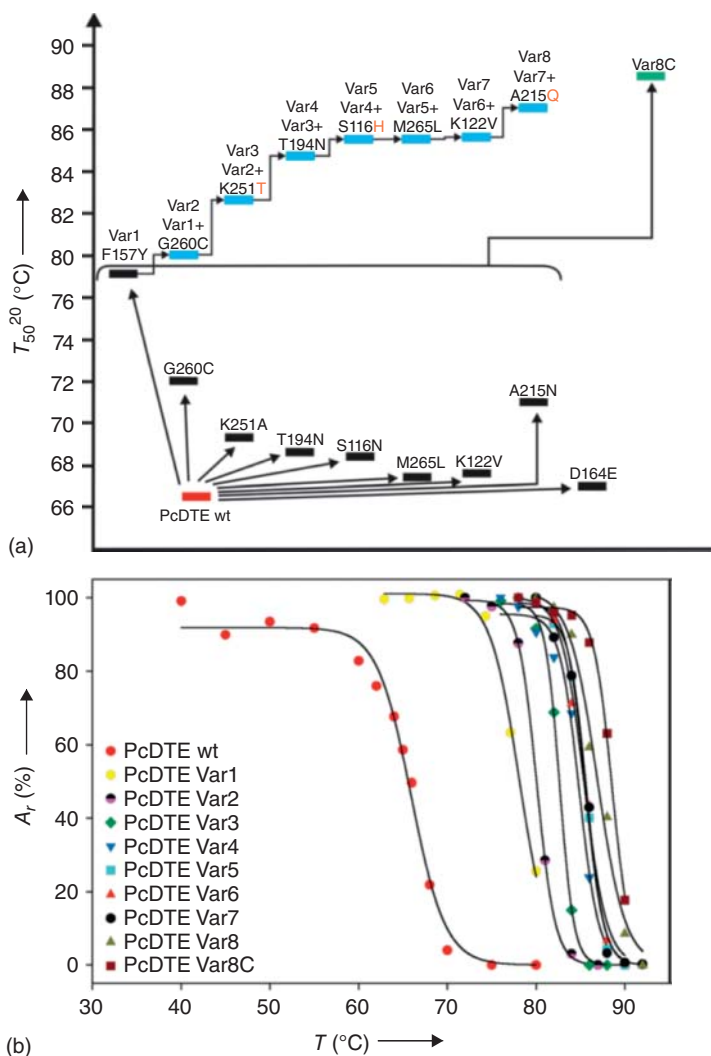 90
88
86
84
82
80
76
72
70
68
66
T₅₀²⁰ (°C)
Var1
F157Y
Var2
Var1+
G260C
Var3
Var2+
K251T
Var4
Var3+
T194N
Var5
Var4+
S116H
Var6
Var5+
M265L
Var7
Var6+
K122V
Var8
Var7+
A215Q
Var8C
G260C
K251A
T194N
S116N
M265L
K122V
A215N
D164E
PcDTE wt
(a)
100
80
60
40
20
0
Aᵣ (%)
PcDTE wt
PcDTE Var1
PcDTE Var2
PcDTE Var3
PcDTE Var4
PcDTE Var5
PcDTE Var6
PcDTE Var7
PcDTE Var8
PcDTE Var8C
30 40 50 60 70 80 90
T (°C)
(b)